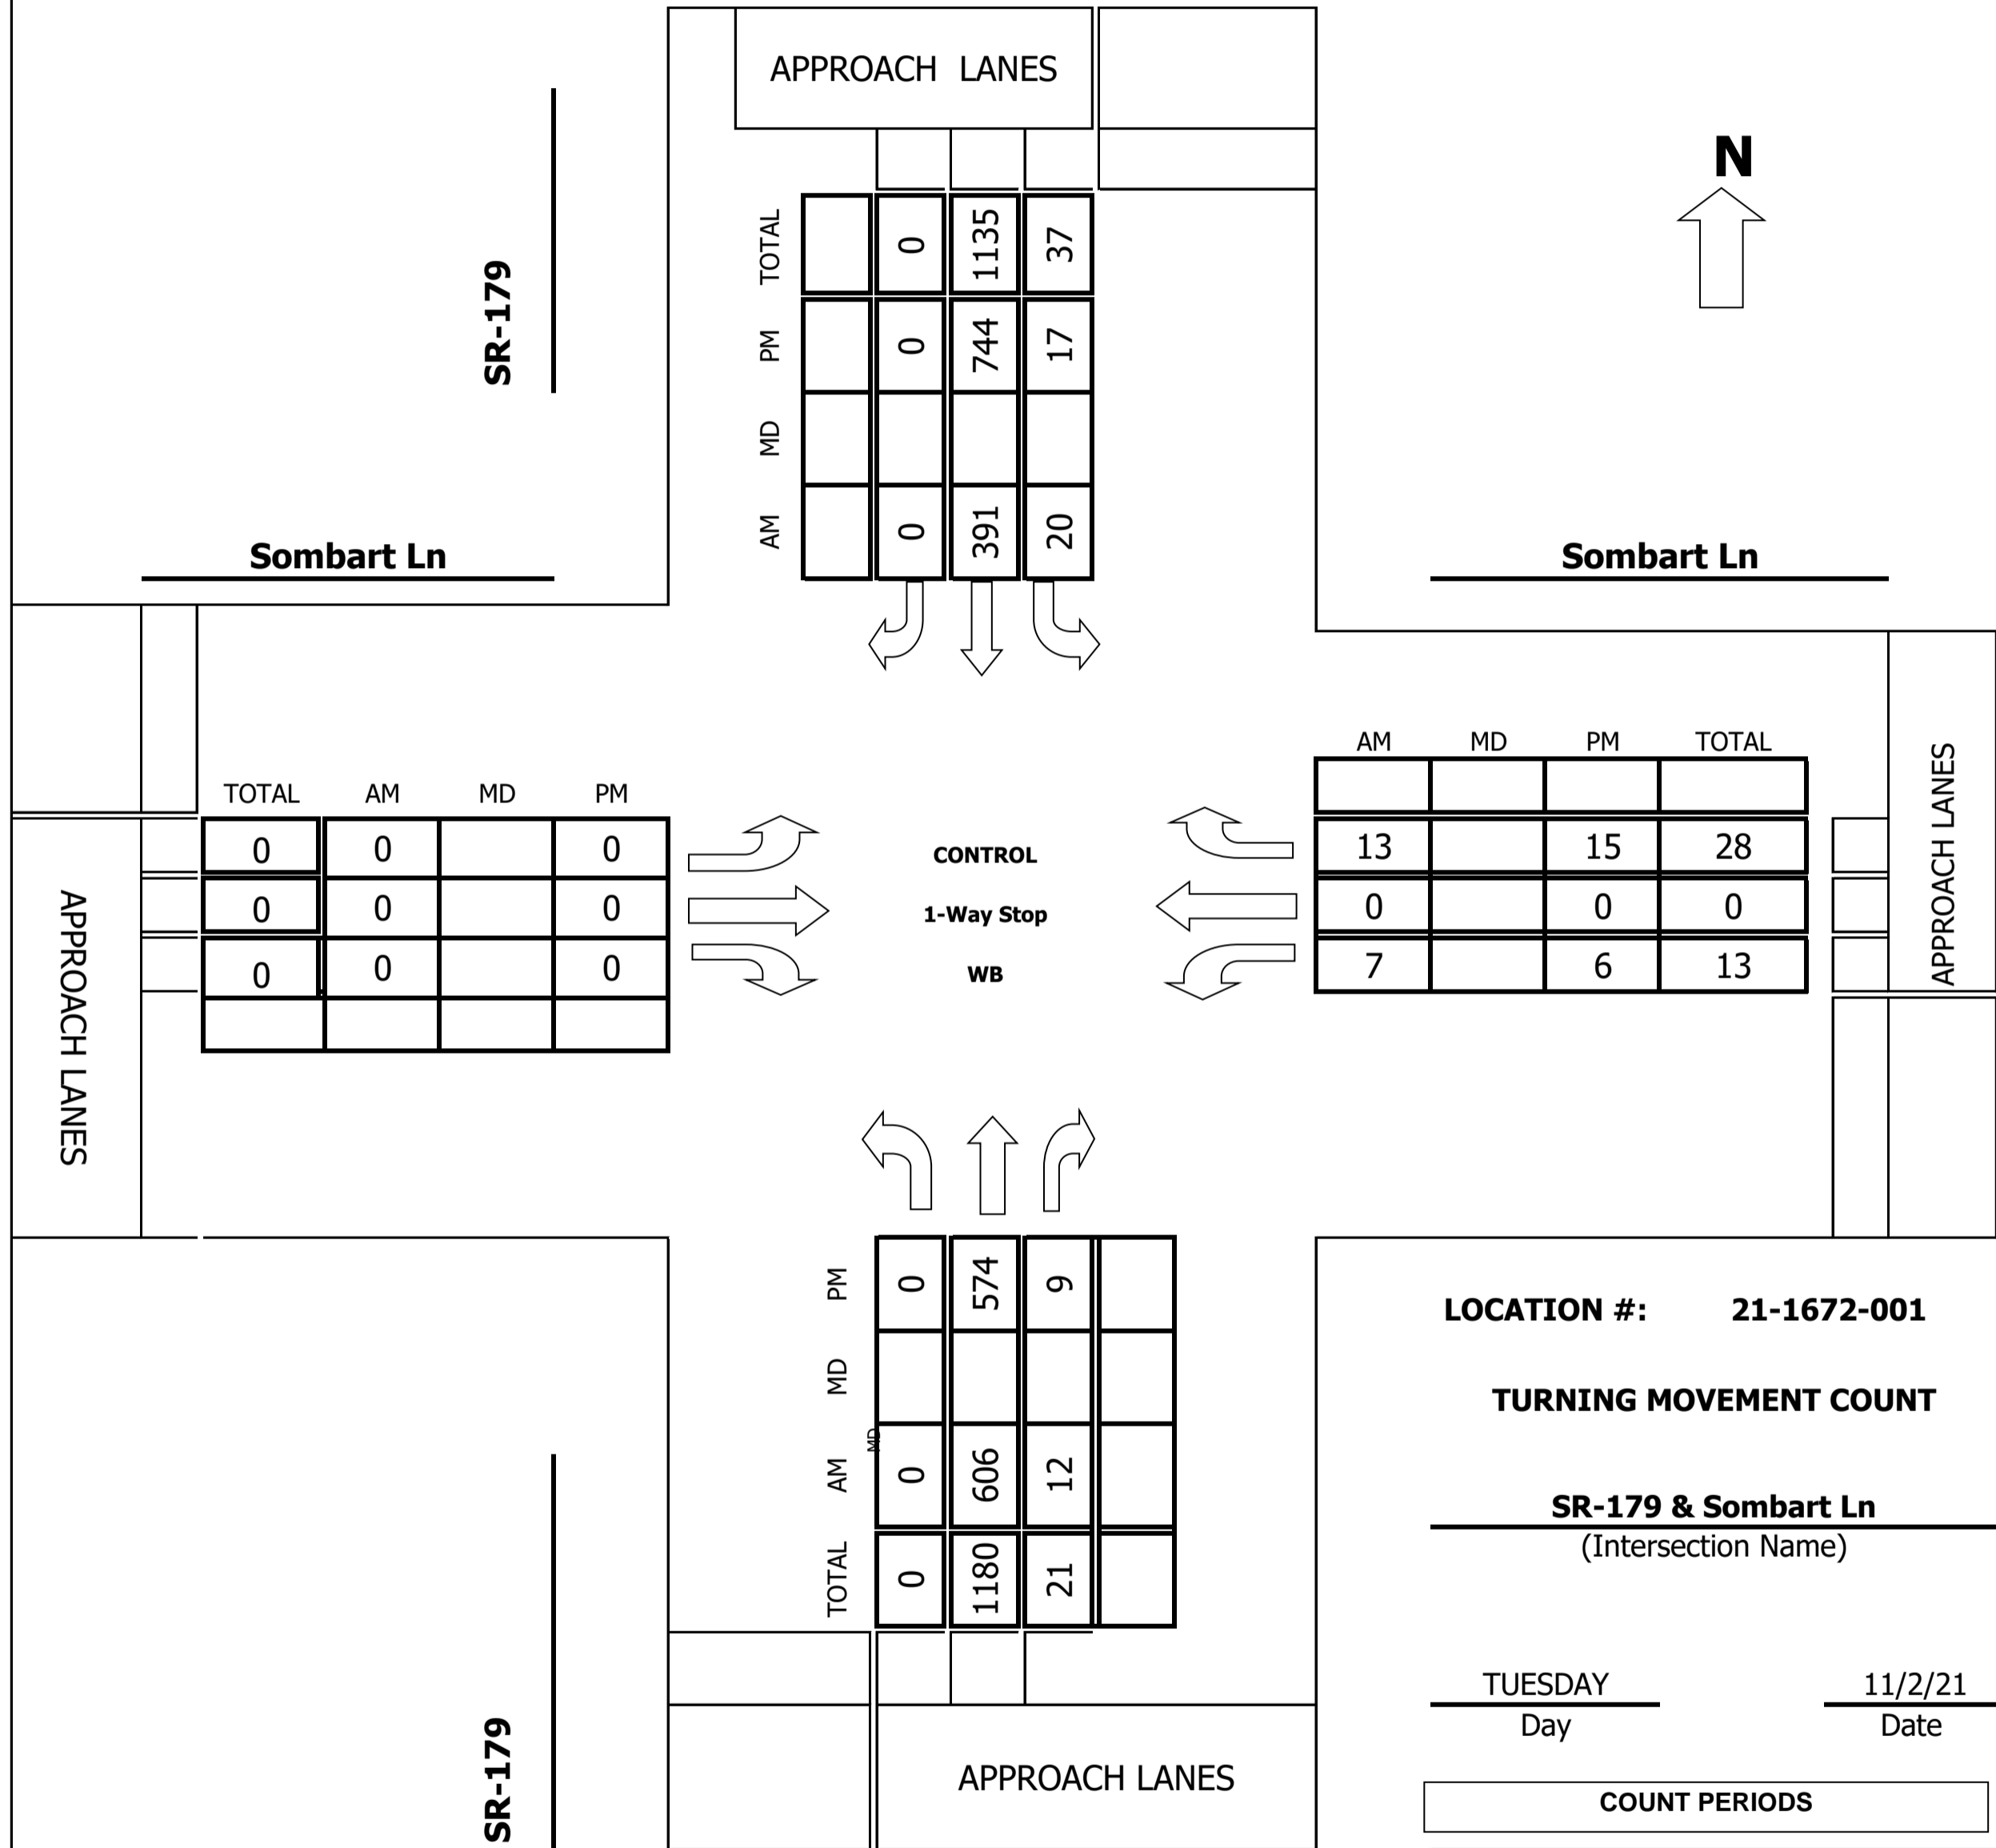 APPROACH LANES
N
SR-179
TOTAL 0 1135 37
PM 0 744 17
MD
AM 0 391 20
Sombart Ln
Sombart Ln
AM MD PM TOTAL
13 15 28
0 0 0
7 6 13
APPROACH LANES
TOTAL AM MD PM
0 0 0
0 0 0
0 0 0
APPROACH LANES
CONTROL
1-Way Stop
WB
PM 0 574 9
MD
MD
AM 0 606 12
TOTAL 0 1180 21
SR-179
APPROACH LANES
LOCATION #: 21-1672-001
TURNING MOVEMENT COUNT
SR-179 & Sombart Ln
(Intersection Name)
TUESDAY 11/2/21
Day Date
COUNT PERIODS